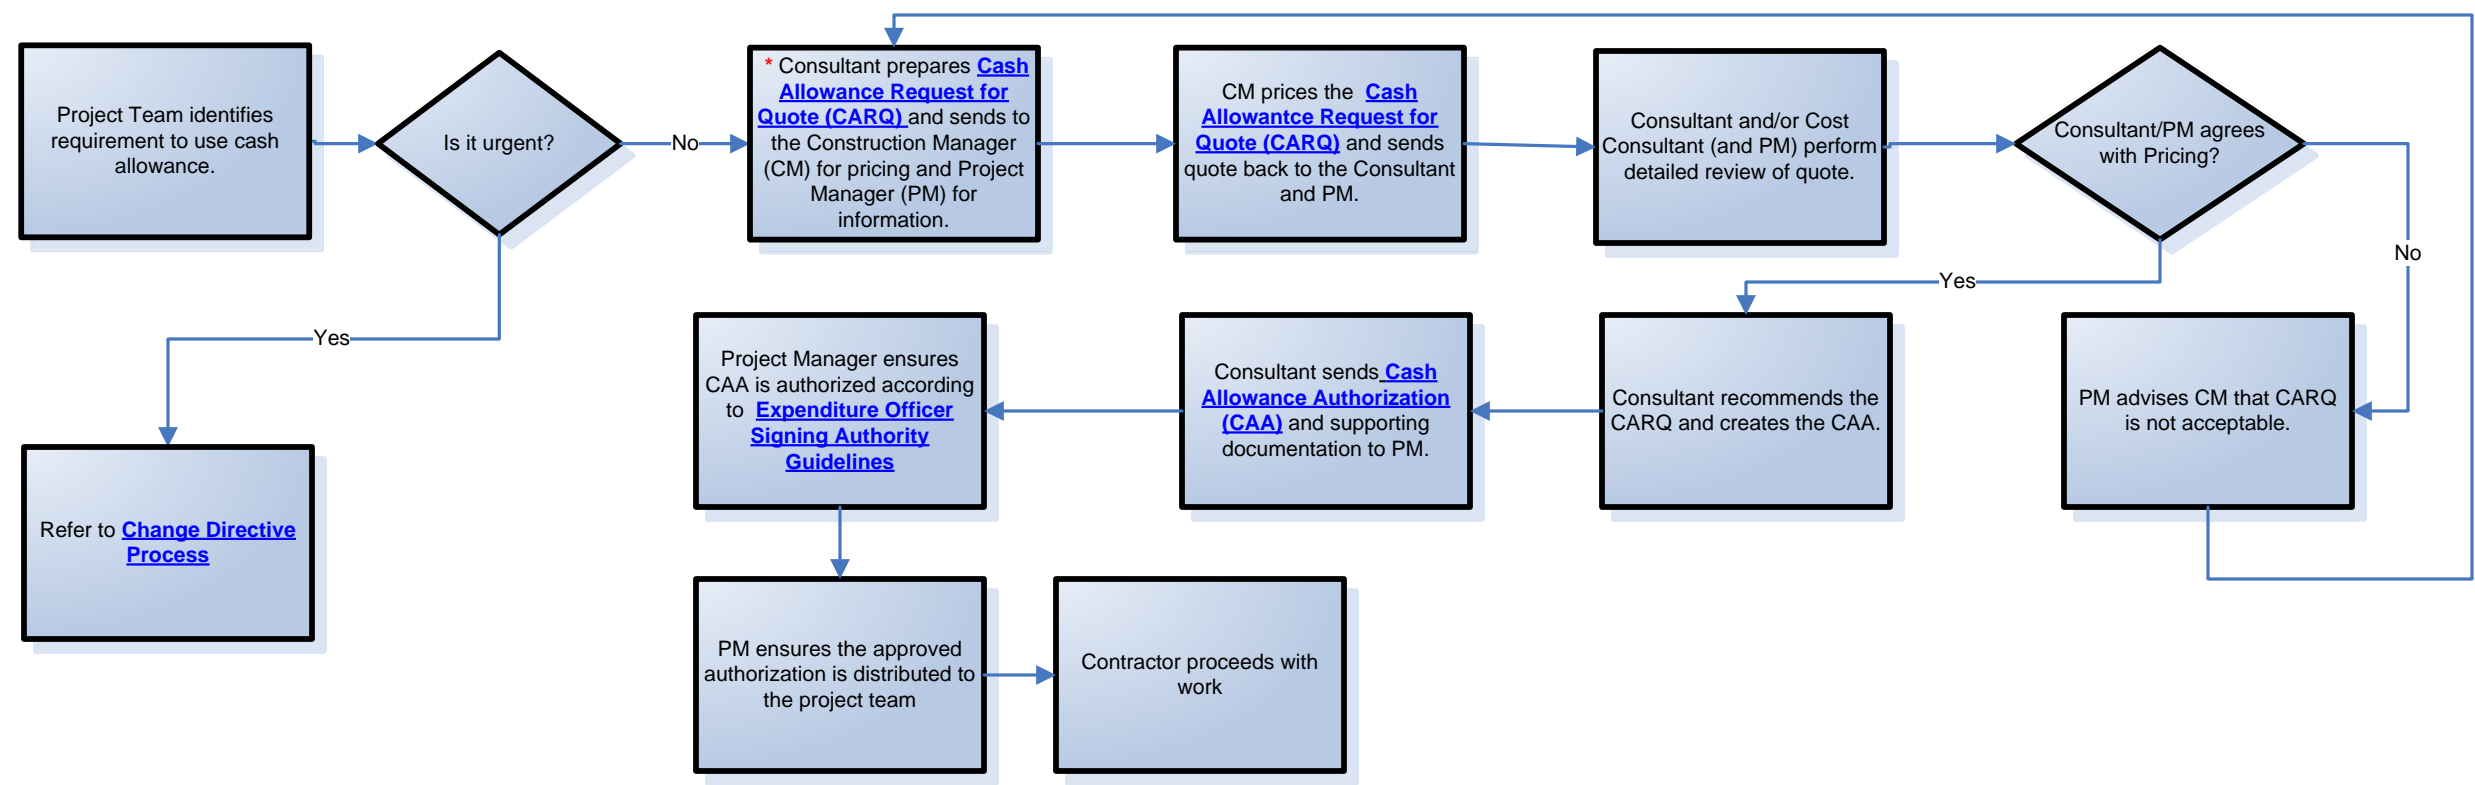 Project Team identifies
requirement to use cash
allowance.
Is it urgent?
No
* Consultant prepares Cash
Allowance Request for
Quote (CARQ) and sends to
the Construction Manager
(CM) for pricing and Project
Manager (PM) for
information.
CM prices the Cash
Allowantce Request for
Quote (CARQ) and sends
quote back to the Consultant
and PM.
Consultant and/or Cost
Consultant (and PM) perform
detailed review of quote.
Consultant/PM agrees
with Pricing?
No
Yes
Yes
Project Manager ensures
CAA is authorized according
to Expenditure Officer
Signing Authority
Guidelines
Consultant sends Cash
Allowance Authorization
(CAA) and supporting
documentation to PM.
Consultant recommends the
CARQ and creates the CAA.
PM advises CM that CARQ
is not acceptable.
Refer to Change Directive
Process
PM ensures the approved
authorization is distributed to
the project team
Contractor proceeds with
work